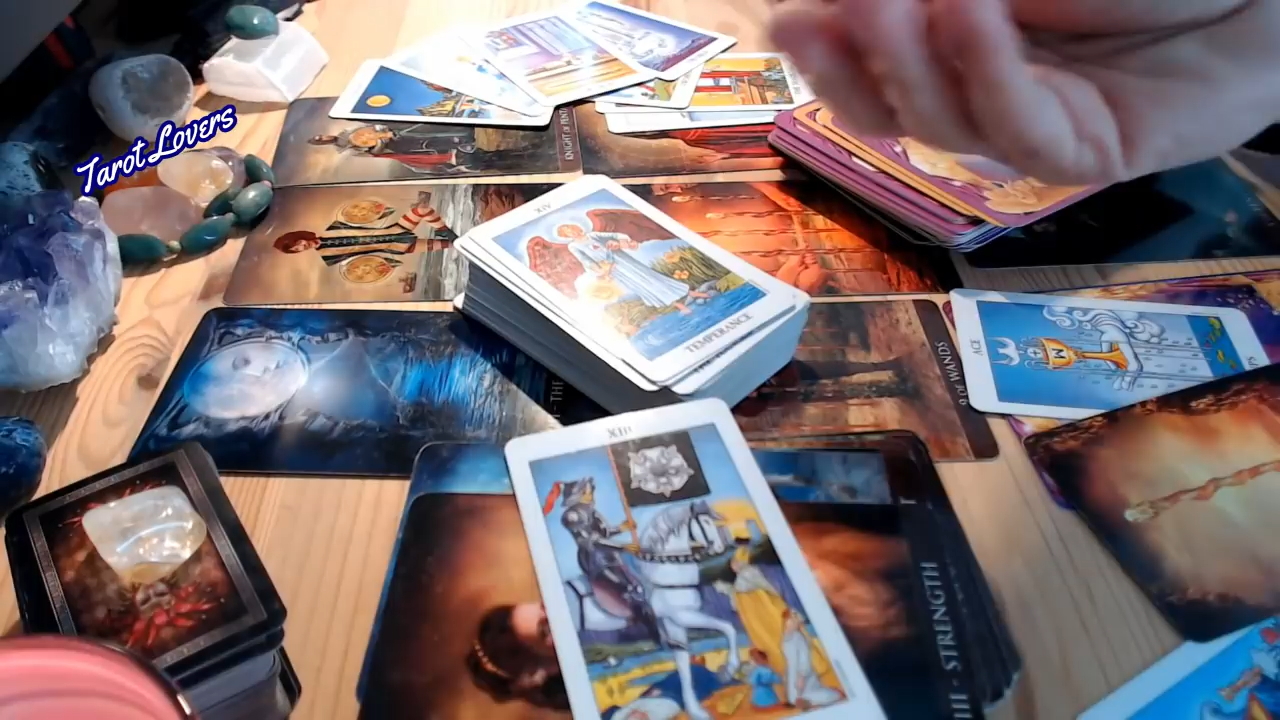 Tarot Lovers
KNIGHT OF PENT
XIV
TEMPERANCE
ACE
9 OF WANDS
XIII
STRENGTH